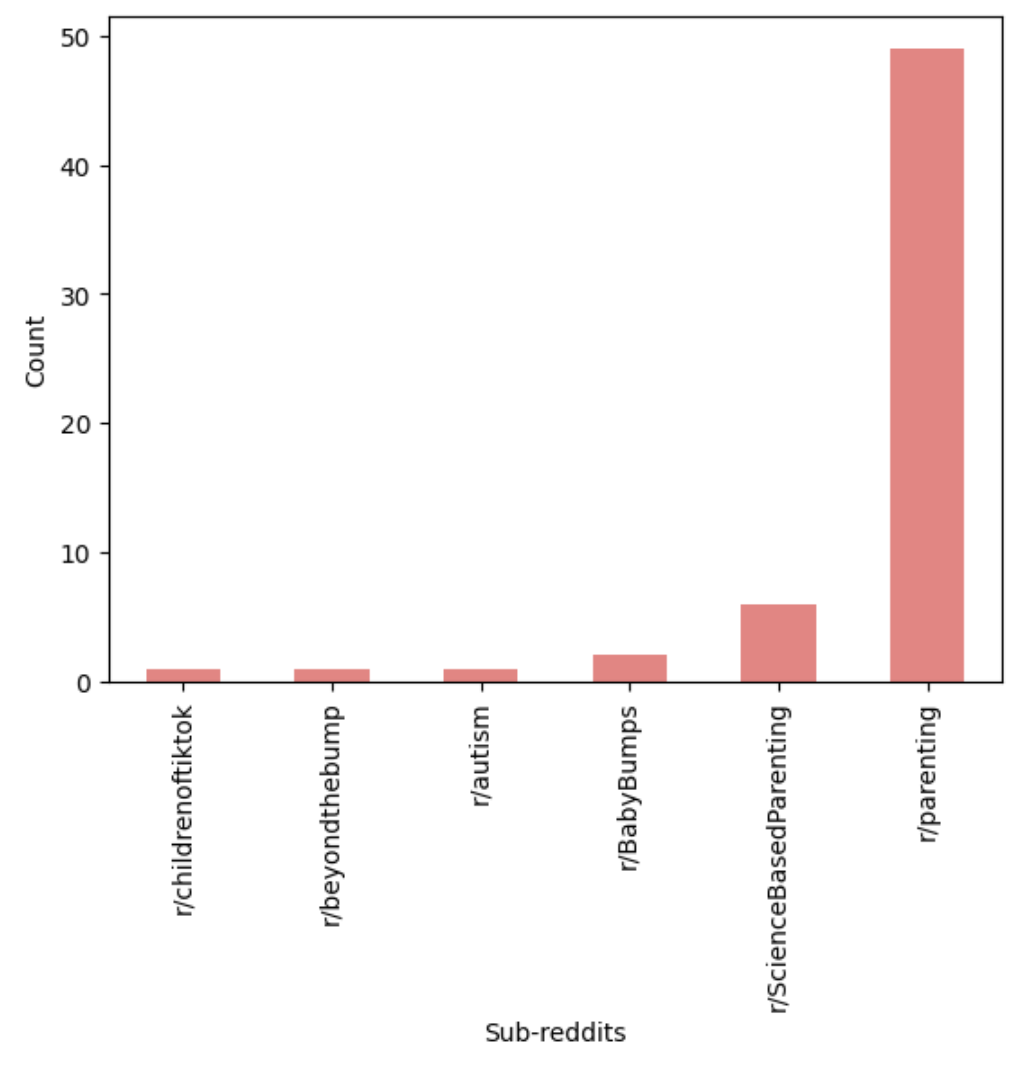 50
40
30
20
10
0
Count
r/childrenoftiktok
r/beyondthebump
r/autism
r/BabyBumps
r/ScienceBasedParenting
r/parenting
Sub-reddits